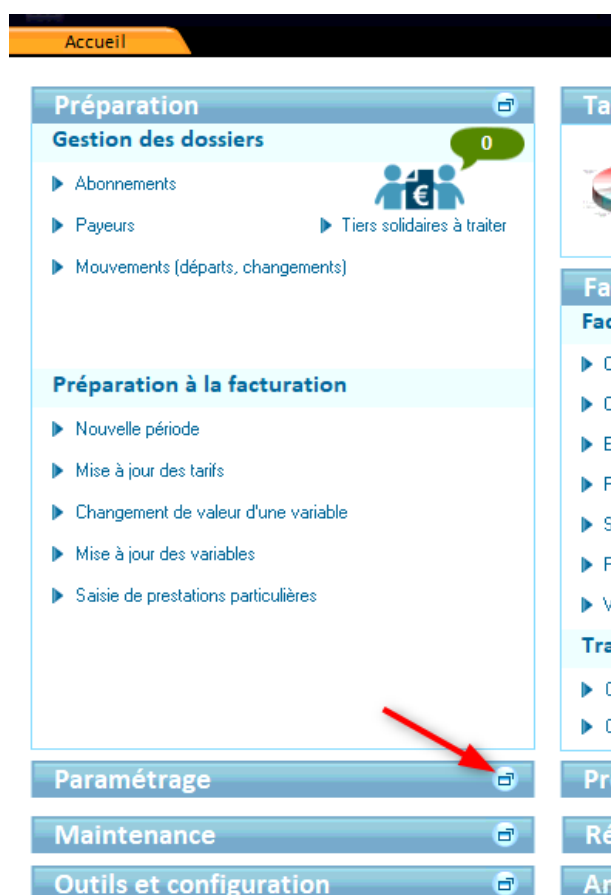 Accueil
Préparation
Gestion des dossiers
0
Abonnements
€
Payeurs
Tiers solidaires à traiter
Mouvements (départs, changements)
Préparation à la facturation
Nouvelle période
Mise à jour des tarifs
Changement de valeur d'une variable
Mise à jour des variables
Saisie de prestations particulières
Paramétrage
Maintenance
Outils et configuration